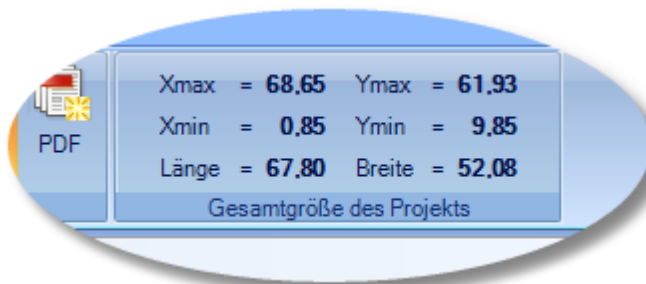 PDF
Xmax = 68,65 Ymax = 61,93
Xmin = 0,85 Ymin = 9,85
Länge = 67,80 Breite = 52,08
Gesamtgröße des Projekts